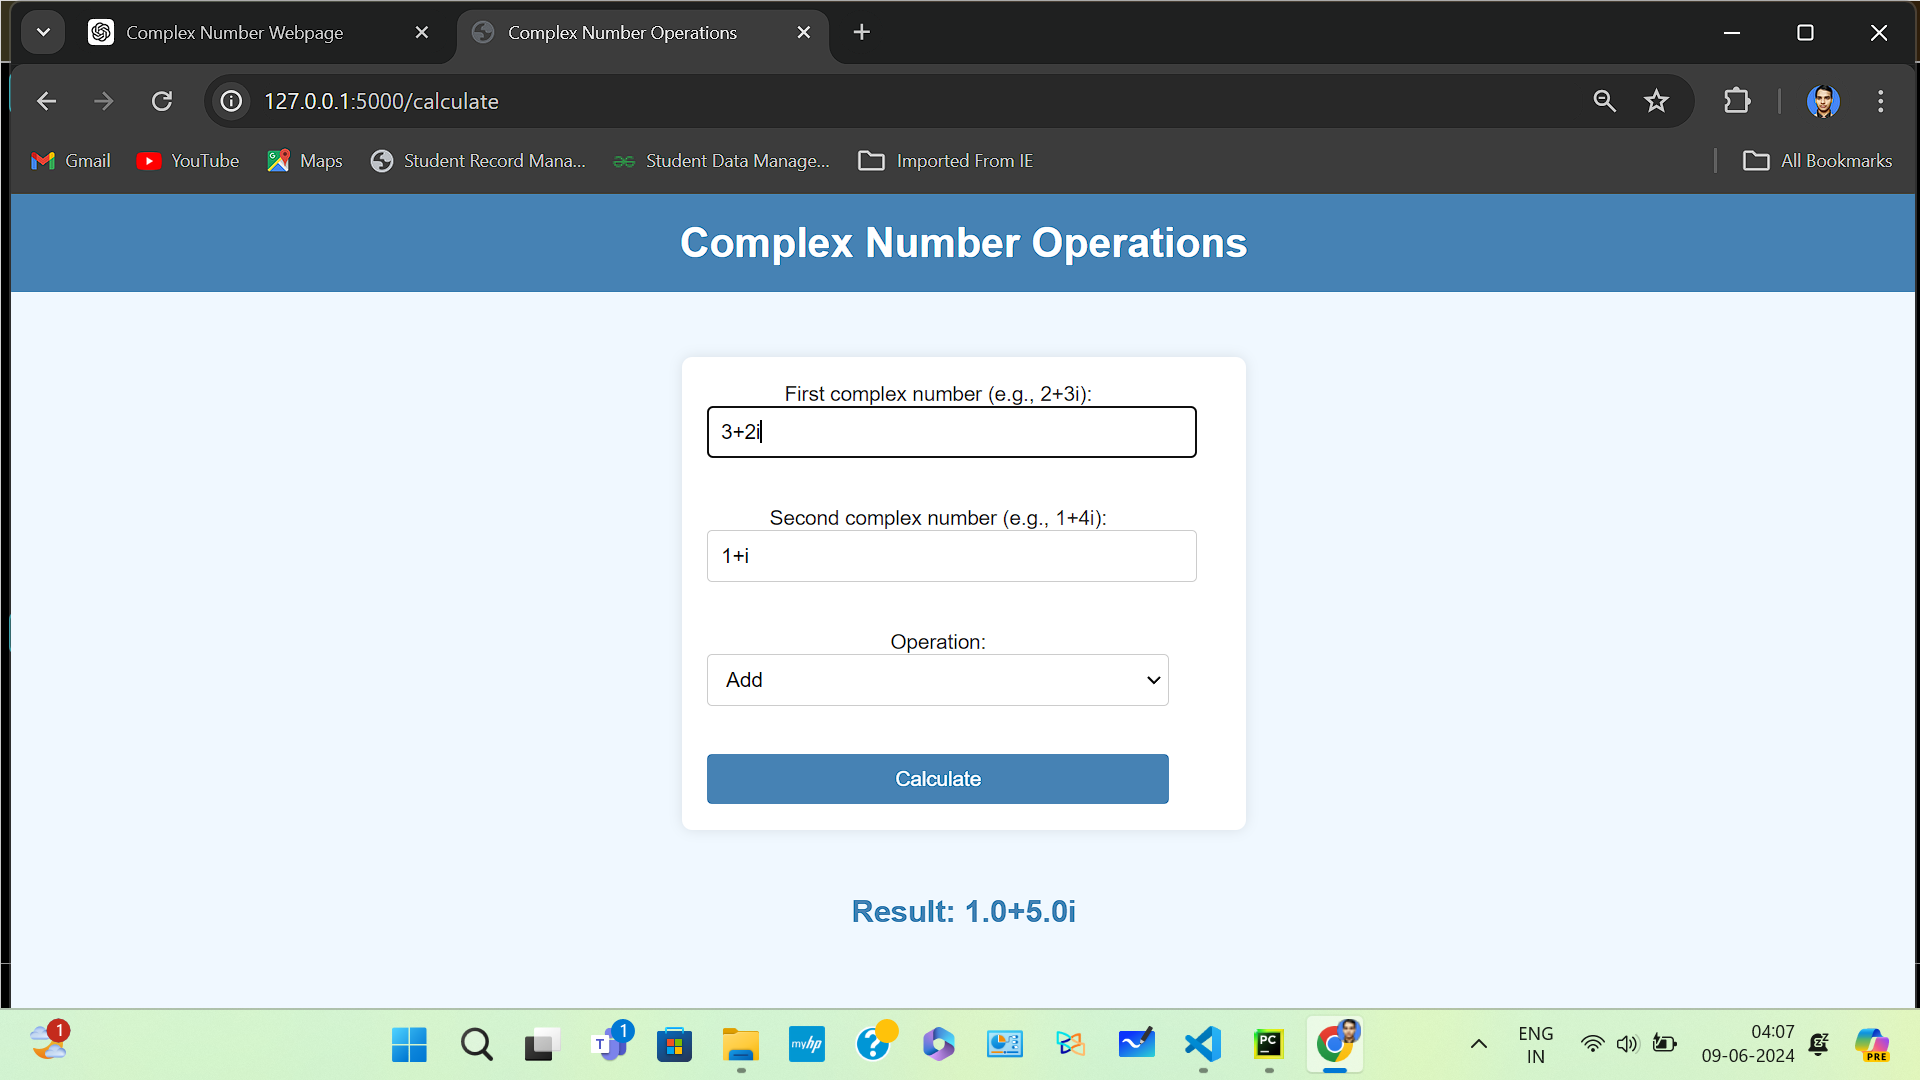 Complex Number Webpage
Complex Number Operations
127.0.0.1:5000/calculate
Gmail
YouTube
Maps
Student Record Mana...
Student Data Manage...
Imported From IE
All Bookmarks
Complex Number Operations
First complex number (e.g., 2+3i):
3+2i
Second complex number (e.g., 1+4i):
1+i
Operation:
Add
Calculate
Result: 1.0+5.0i
1
T
1
myhp
?
PC
ENG
IN
04:07
09-06-2024
PRE